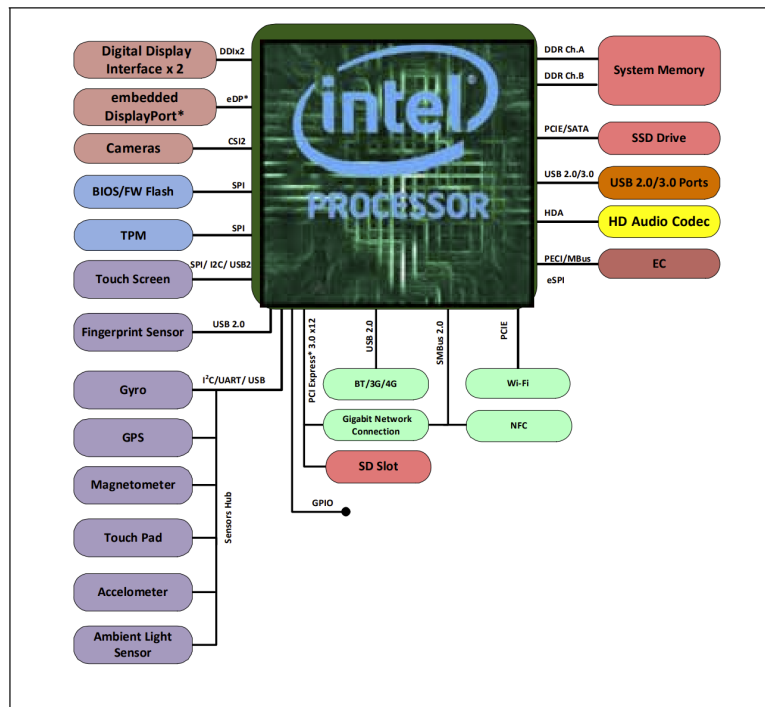 Digital Display
Interface x 2
DDIx2
embedded
DisplayPort*
eDP*
Cameras
CSI2
BIOS/FW Flash
SPI
TPM
SPI
Touch Screen
SPI/ I2C/ USB2
Fingerprint Sensor
USB 2.0
Gyro
I²C/UART/ USB
GPS
Magnetometer
Touch Pad
Accelometer
Ambient Light
Sensor
Sensors Hub
intel®
PROCESSOR
DDR Ch.A
DDR Ch.B
System Memory
PCIE/SATA
SSD Drive
USB 2.0/3.0
USB 2.0/3.0 Ports
HDA
HD Audio Codec
PECI/MBus
EC
eSPI
PCI Express* 3.0 x12
USB 2.0
SMBus 2.0
PCIE
BT/3G/4G
Wi-Fi
Gigabit Network
Connection
NFC
SD Slot
GPIO